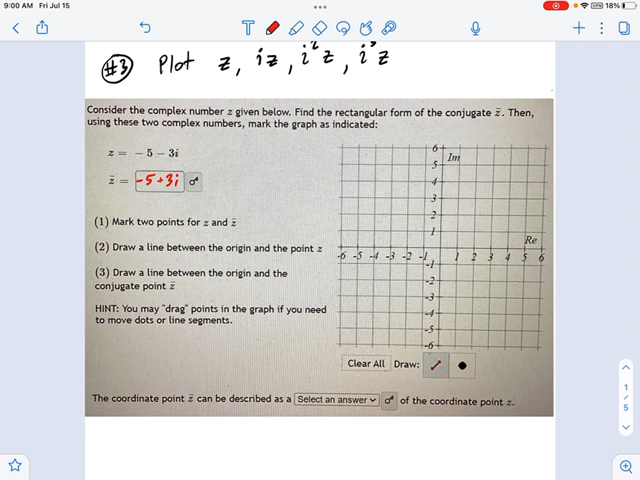 9:00 AM Fri Jul 15
VPN 18%
#3 Plot z, iz, i²z, i³z
Consider the complex number z given below. Find the rectangular form of the conjugate z̄. Then,
using these two complex numbers, mark the graph as indicated:
z = − 5 − 3i
z̄ = -5+3i
(1) Mark two points for z and z̄
(2) Draw a line between the origin and the point z
(3) Draw a line between the origin and the
conjugate point z̄
HINT: You may "drag" points in the graph if you need
to move dots or line segments.
6
Im
5
4
3
2
1
Re
-6 -5 -4 -3 -2 -1 1 2 3 4 5 6
-1
-2
-3
-4
-5
-6
Clear All Draw:
The coordinate point z̄ can be described as a Select an answer of the coordinate point z.
1
/
5